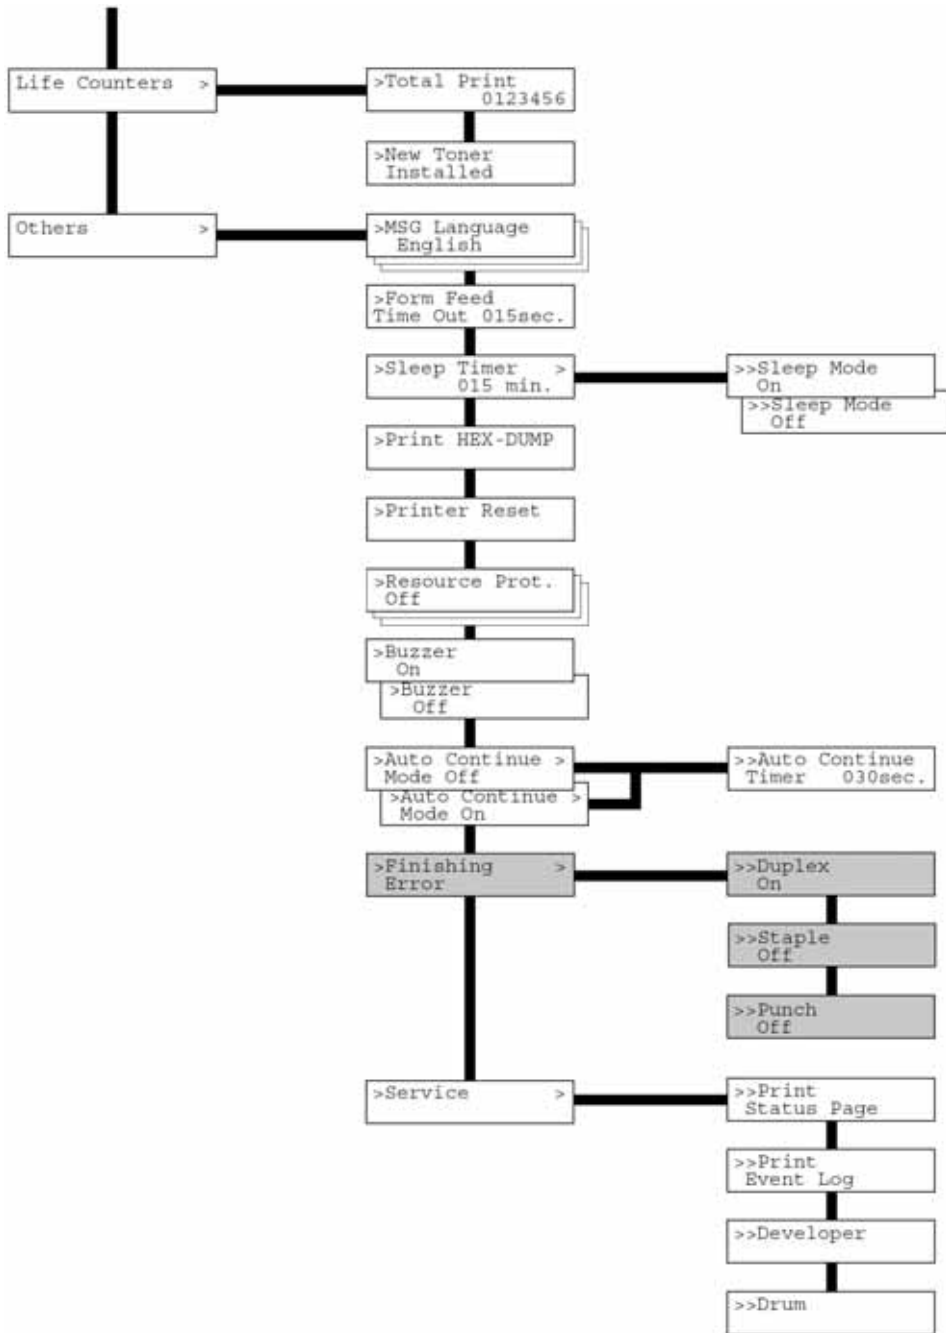 Life Counters >
>Total Print
0123456
>New Toner
Installed
Others >
>MSG Language
English
>Form Feed
Time Out 015sec.
>Sleep Timer >
015 min.
>>Sleep Mode
On
>>Sleep Mode
Off
>Print HEX-DUMP
>Printer Reset
>Resource Prot.
Off
>Buzzer
On
>Buzzer
Off
>Auto Continue >
Mode Off
>>Auto Continue
Timer 030sec.
>Auto Continue >
Mode On
>Finishing >
Error
>>Duplex
On
>>Staple
Off
>>Punch
Off
>Service >
>>Print
Status Page
>>Print
Event Log
>>Developer
>>Drum